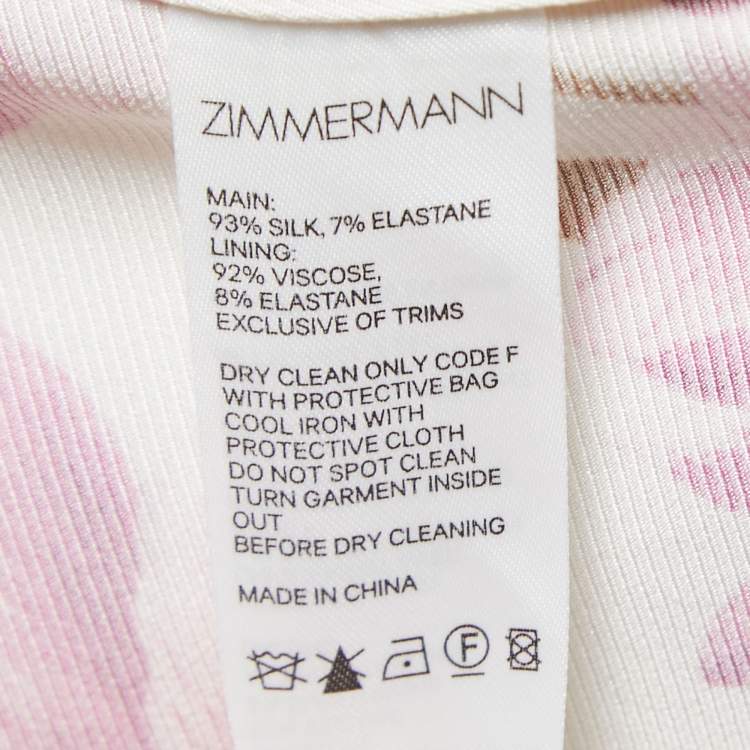 ZIMMERMANN
MAIN:
93% SILK, 7% ELASTANE
LINING:
92% VISCOSE,
8% ELASTANE
EXCLUSIVE OF TRIMS
DRY CLEAN ONLY CODE F
WITH PROTECTIVE BAG
COOL IRON WITH
PROTECTIVE CLOTH
DO NOT SPOT CLEAN
TURN GARMENT INSIDE
OUT
BEFORE DRY CLEANING
MADE IN CHINA
F